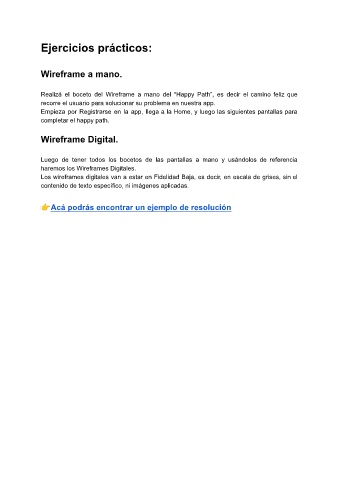 Ejercicios prácticos:
Wireframe a mano.
Realizá el boceto del Wireframe a mano del "Happy Path", es decir el camino feliz que
recorre el usuario para solucionar su problema en nuestra app.
Empieza por Registrarse en la app, llega a la Home, y luego las siguientes pantallas para
completar el happy path.
Wireframe Digital.
Luego de tener todos los bocetos de las pantallas a mano y usándolos de referencia
haremos los Wireframes Digitales.
Los wireframes digitales van a estar en Fidelidad Baja, es decir, en escala de grises, sin el
contenido de texto específico, ni imágenes aplicadas.
👉Acá podrás encontrar un ejemplo de resolución